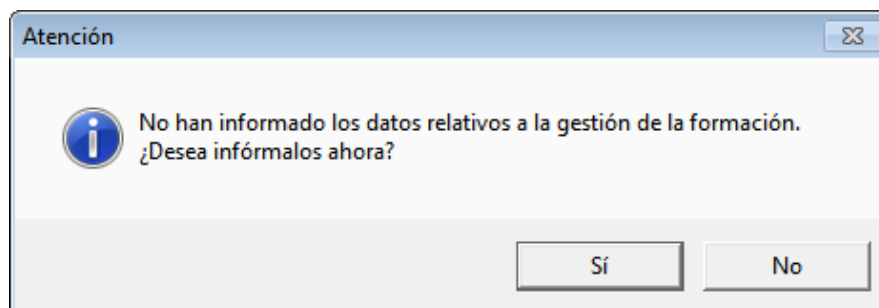 Atención
No han informado los datos relativos a la gestión de la formación.
¿Desea infórmalos ahora?
Sí
No